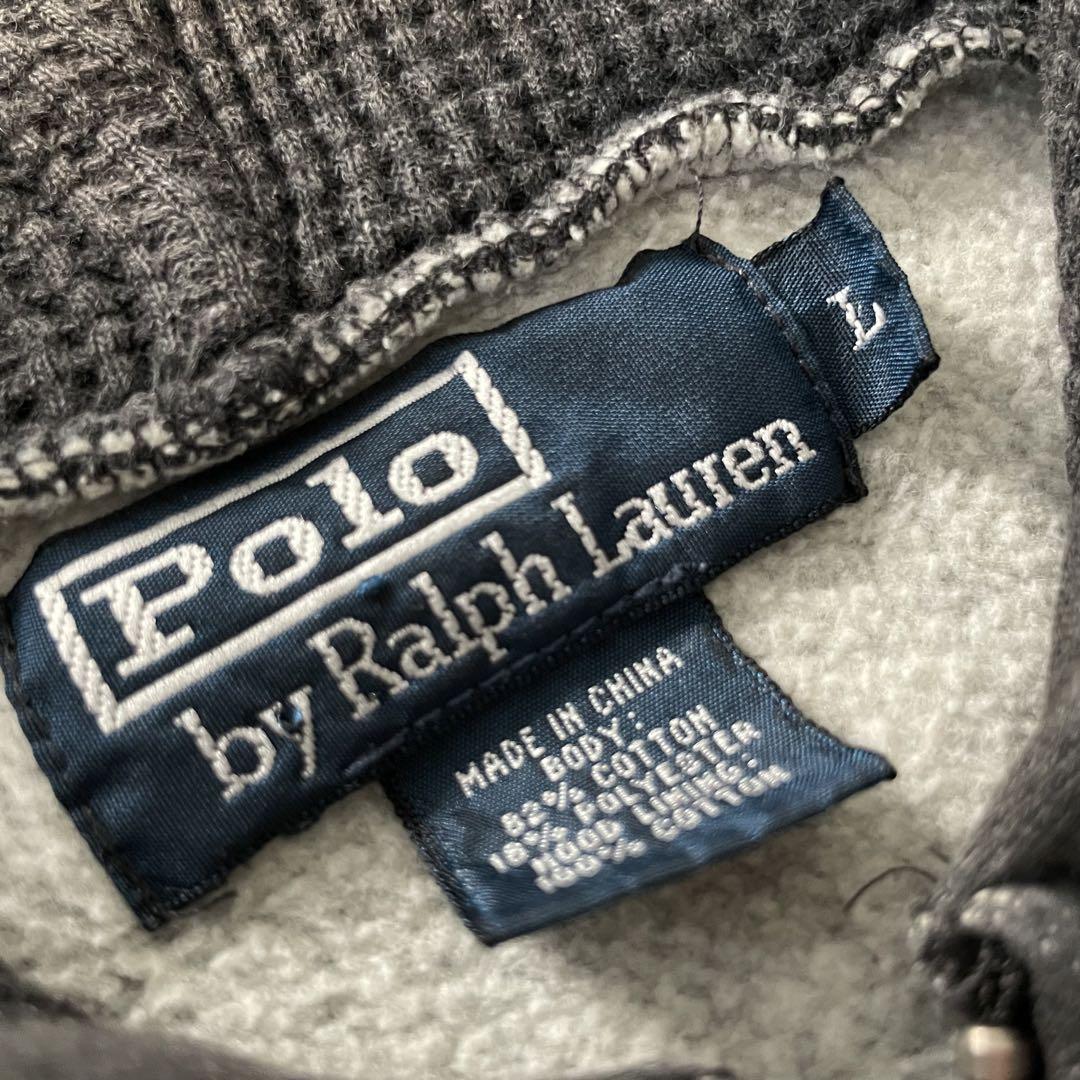 Polo
by Ralph Lauren
L
MADE IN CHINA
BODY:
82% COTTON
18% POLYESTER
HOOD LINING:
100% COTTON